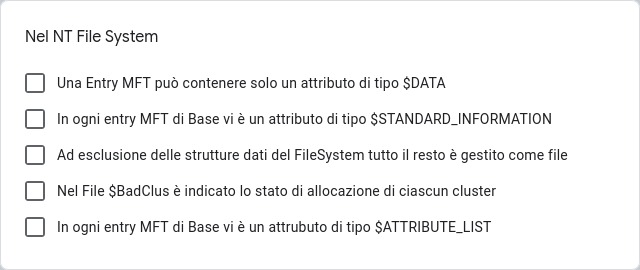 Nel NT File System
Una Entry MFT può contenere solo un attributo di tipo $DATA
In ogni entry MFT di Base vi è un attributo di tipo $STANDARD_INFORMATION
Ad esclusione delle strutture dati del FileSystem tutto il resto è gestito come file
Nel File $BadClus è indicato lo stato di allocazione di ciascun cluster
In ogni entry MFT di Base vi è un attrubuto di tipo $ATTRIBUTE_LIST